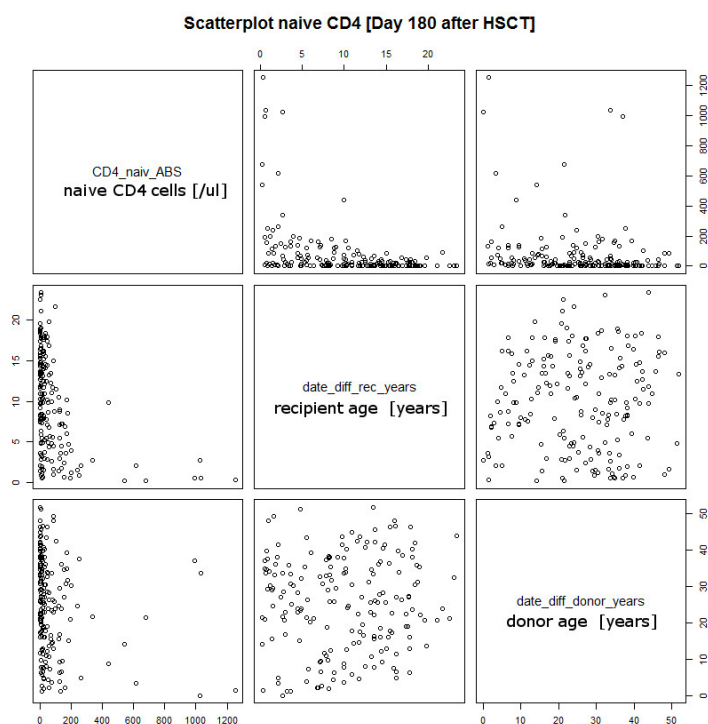 Scatterplot naive CD4 [Day 180 after HSCT]
0 5 10 15 20
CD4_naiv_ABS
naive CD4 cells [/ul]
0 200 400 600 800 1000 1200
0 5 10 15 20
date_diff_rec_years
recipient age [years]
date_diff_donor_years
donor age [years]
0 10 20 30 40 50
0 200 400 600 800 1000 1200
0 10 20 30 40 50